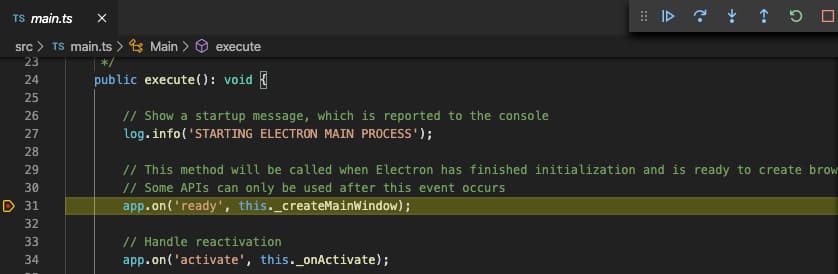 TS main.ts ×
src > TS main.ts > Main > execute
23 */
24 public execute(): void {
25
26 // Show a startup message, which is reported to the console
27 log.info('STARTING ELECTRON MAIN PROCESS');
28
29 // This method will be called when Electron has finished initialization and is ready to create brow
30 // Some APIs can only be used after this event occurs
31 app.on('ready', this._createMainWindow);
32
33 // Handle reactivation
34 app.on('activate', this._onActivate);